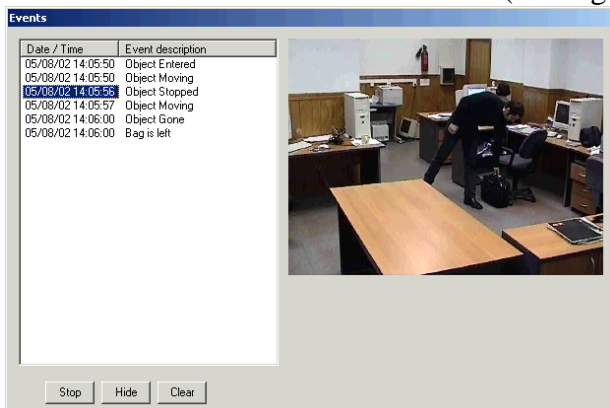 Events
Date / Time Event description
05/08/02 14:05:50 Object Entered
05/08/02 14:05:50 Object Moving
05/08/02 14:05:56 Object Stopped
05/08/02 14:05:57 Object Moving
05/08/02 14:06:00 Object Gone
05/08/02 14:06:00 Bag is left
Stop Hide Clear